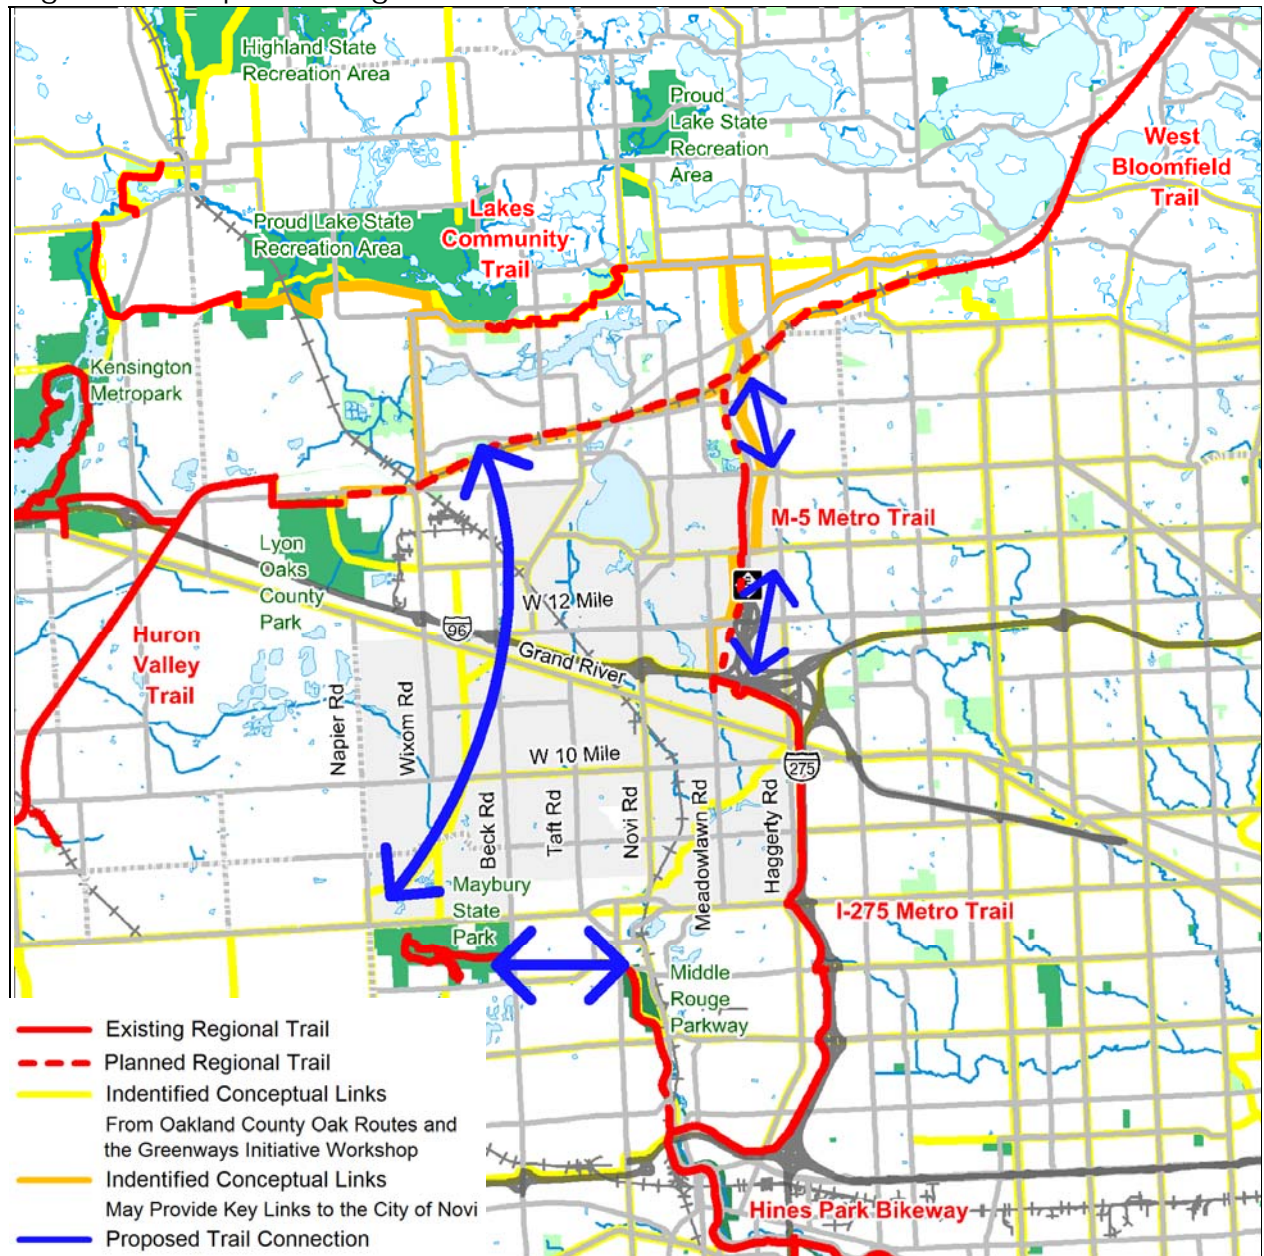 Highland State
Recreation Area
Proud
Lake State
Recreation
Area
West
Bloomfield
Trail
Proud Lake State
Recreation Area
Lakes
Community
Trail
Kensington
Metropark
M-5 Metro Trail
Lyon
Oaks
County
Park
W 12 Mile
96
Grand River
Huron
Valley
Trail
Napier Rd
Wixom Rd
W 10 Mile
275
Beck Rd
Taft Rd
Novi Rd
Meadowlawn Rd
Haggerty Rd
Maybury
State
Park
I-275 Metro Trail
Middle
Rouge
Parkway
Existing Regional Trail
Planned Regional Trail
Indentified Conceptual Links
From Oakland County Oak Routes and
the Greenways Initiative Workshop
Indentified Conceptual Links
May Provide Key Links to the City of Novi
Proposed Trail Connection
Hines Park Bikeway